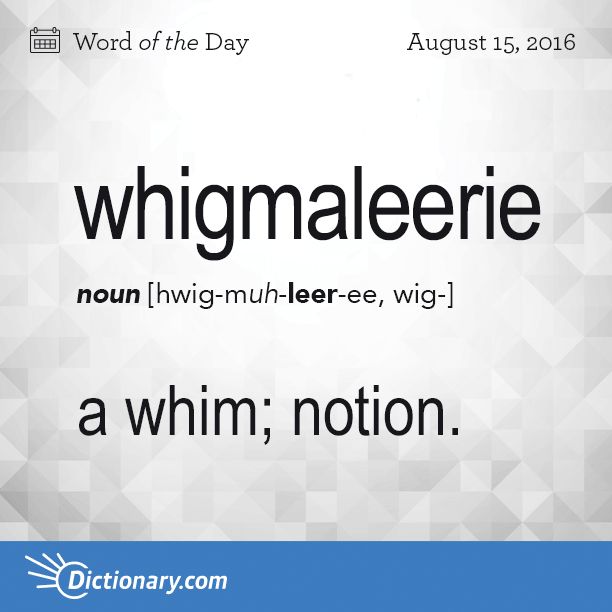 Word of the Day August 15, 2016
whigmaleerie
noun [hwig-muh-leer-ee, wig-]
a whim; notion.
Dictionary.com